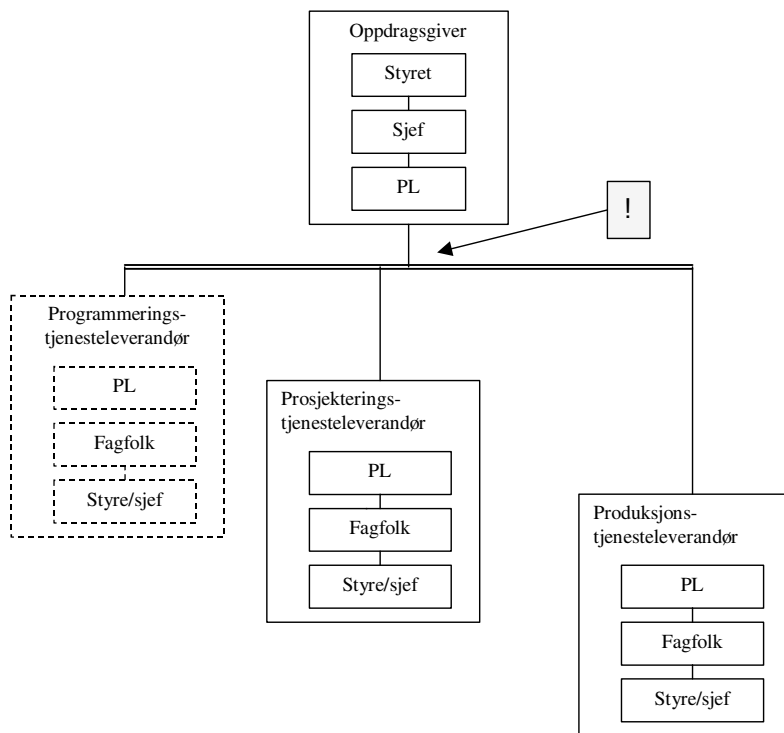 Oppdragsgiver
Styret
Sjef
PL
!
Programmerings-
tjenesteleverandør
PL
Fagfolk
Styre/sjef
Prosjekterings-
tjenesteleverandør
PL
Fagfolk
Styre/sjef
Produksjons-
tjenesteleverandør
PL
Fagfolk
Styre/sjef